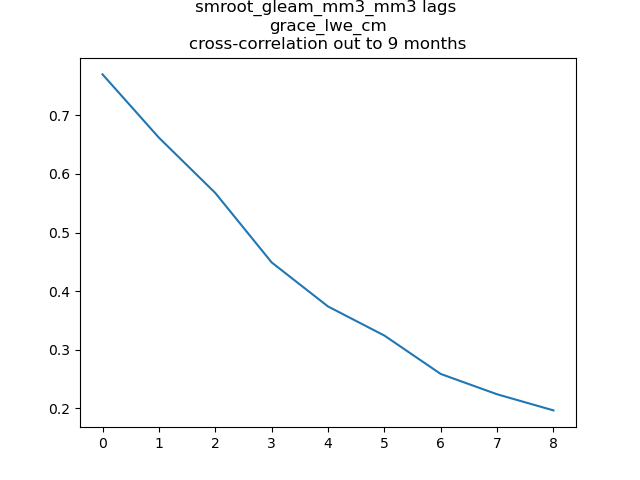 smroot_gleam_mm3_mm3 lags
grace_lwe_cm
cross-correlation out to 9 months
0.7
0.6
0.5
0.4
0.3
0.2
0 1 2 3 4 5 6 7 8